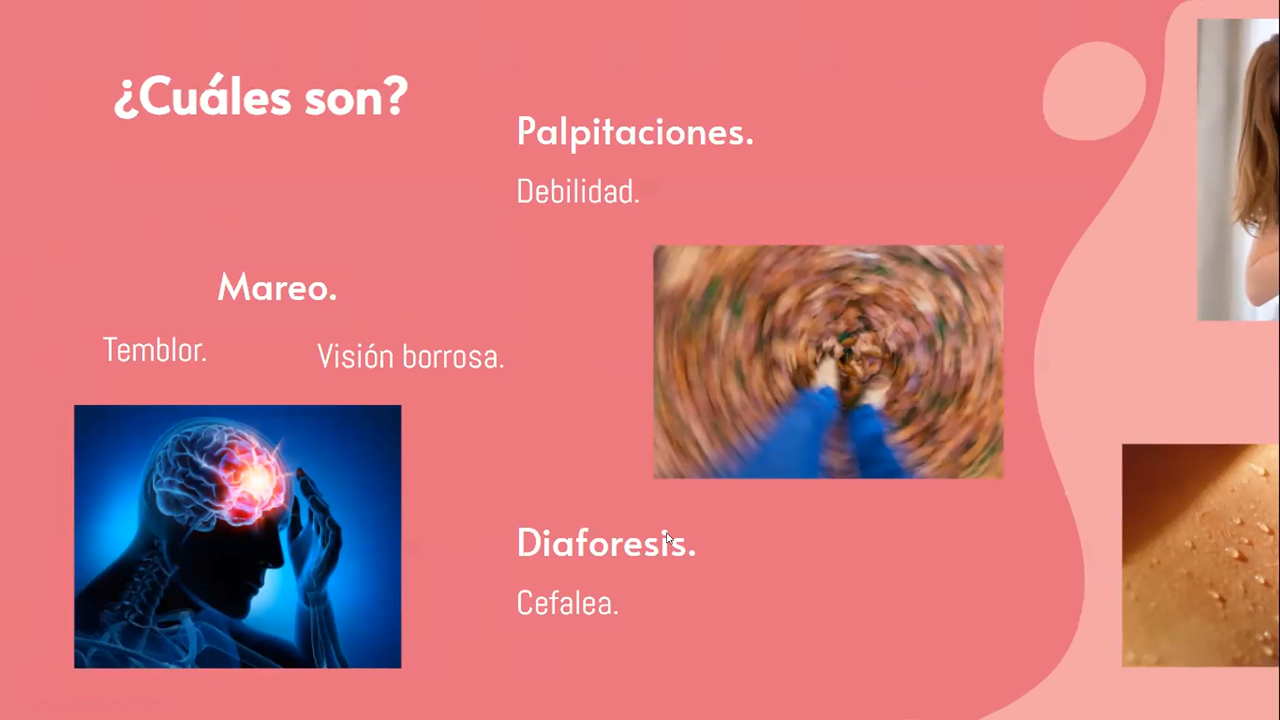 ¿Cuáles son?
Palpitaciones.
Debilidad.
Mareo.
Temblor.
Visión borrosa.
Diaforesis.
Cefalea.